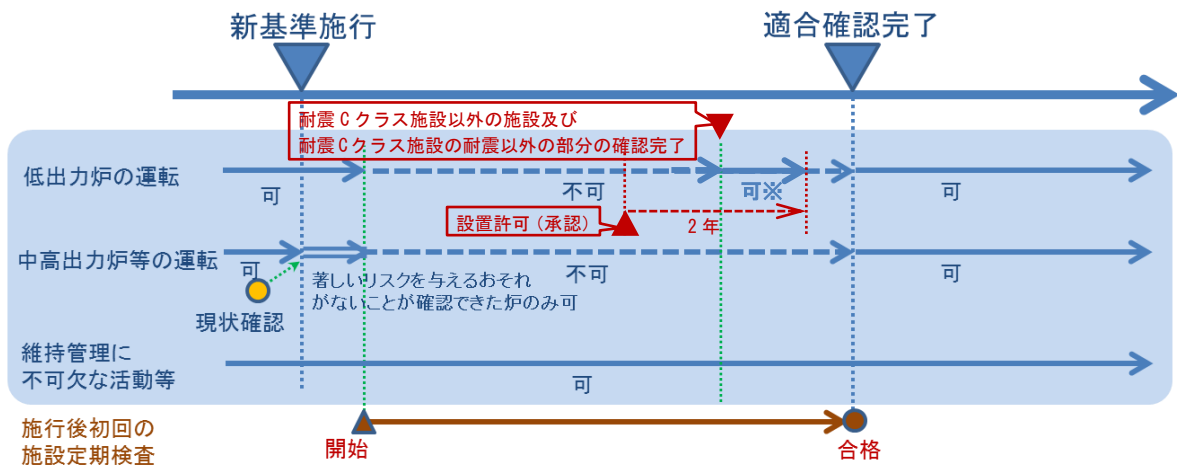 新基準施行
適合確認完了
耐震Cクラス施設以外の施設及び
耐震Cクラス施設の耐震以外の部分の確認完了
低出力炉の運転
可
不可
可※
可
設置許可(承認)
2年
中高出力炉等の運転
可
不可
可
著しいリスクを与えるおそれ
がないことが確認できた炉のみ可
現状確認
維持管理に
不可欠な活動等
可
施行後初回の
施設定期検査
開始
合格